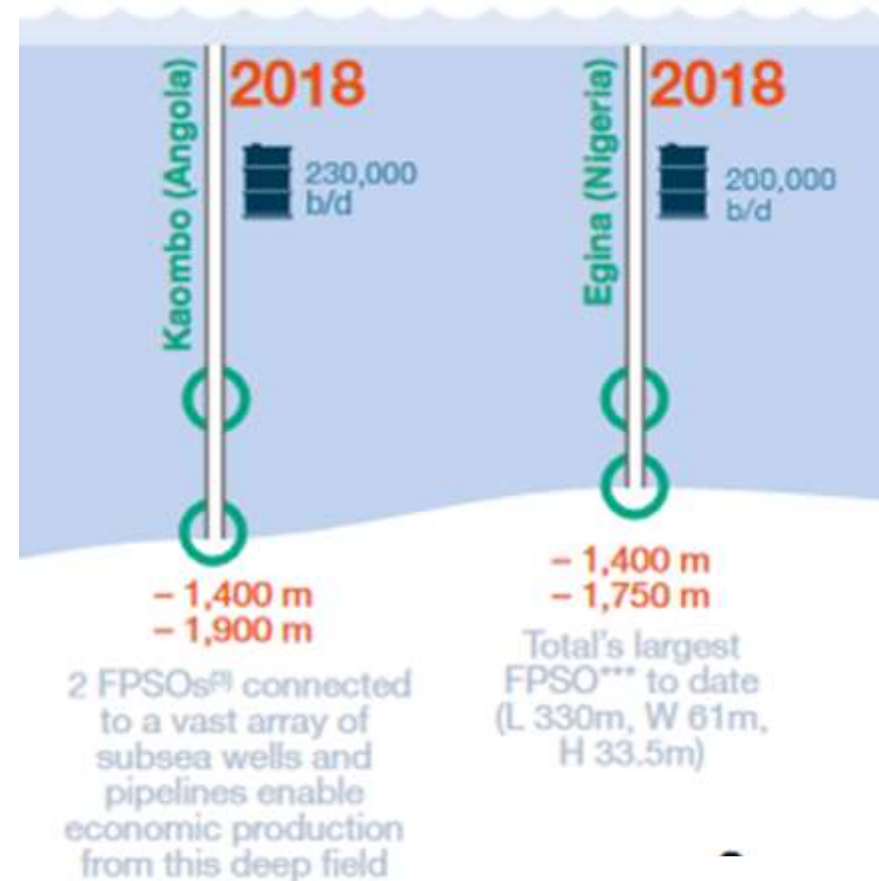 Kaombo (Angola)
2018
230,000
b/d
– 1,400 m
– 1,900 m
2 FPSOs⁽³⁾ connected
to a vast array of
subsea wells and
pipelines enable
economic production
from this deep field
Egina (Nigeria)
2018
200,000
b/d
– 1,400 m
– 1,750 m
Total's largest
FPSO*** to date
(L 330m, W 61m,
H 33.5m)